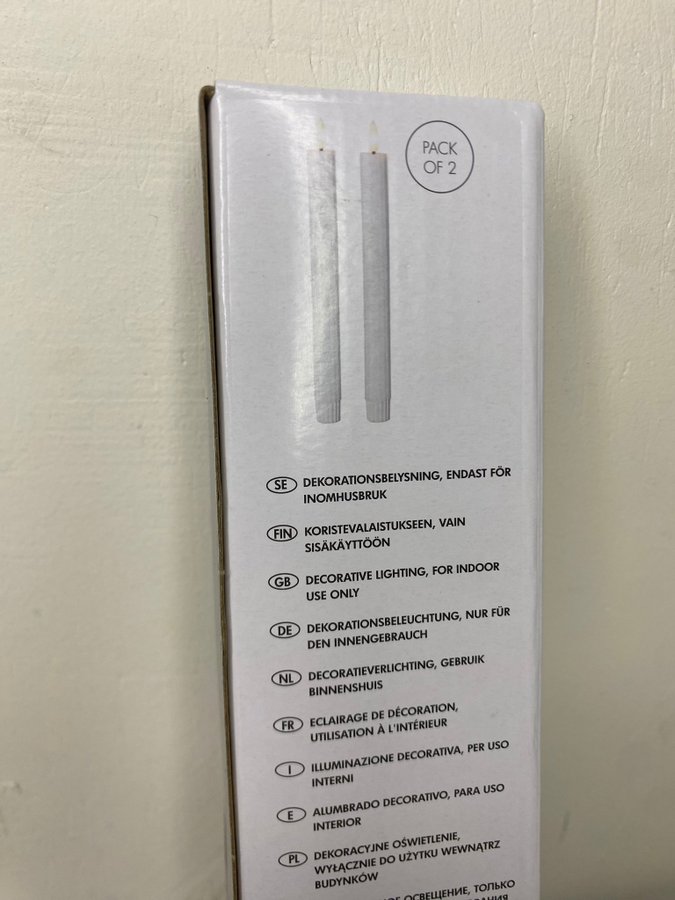 PACK
OF 2
SE DEKORATIONSBELYSNING, ENDAST FÖR
INOMHUSBRUK
FIN KORISTEVALAISTUKSEEN, VAIN
SISÄKÄYTTÖÖN
GB DECORATIVE LIGHTING, FOR INDOOR
USE ONLY
DE DEKORATIONSBELEUCHTUNG, NUR FÜR
DEN INNENGEBRAUCH
NL DECORATIEVERLICHTING, GEBRUIK
BINNENSHUIS
FR ECLAIRAGE DE DÉCORATION,
UTILISATION À L'INTÉRIEUR
I ILLUMINAZIONE DECORATIVA, PER USO
INTERNI
E ALUMBRADO DECORATIVO, PARA USO
INTERIOR
PL DEKORACYJNE OŚWIETLENIE,
WYŁĄCZNIE DO UŻYTKU WEWNĄTRZ
BUDYNKÓW
ОСВЕЩЕНИЕ, ТОЛЬКО